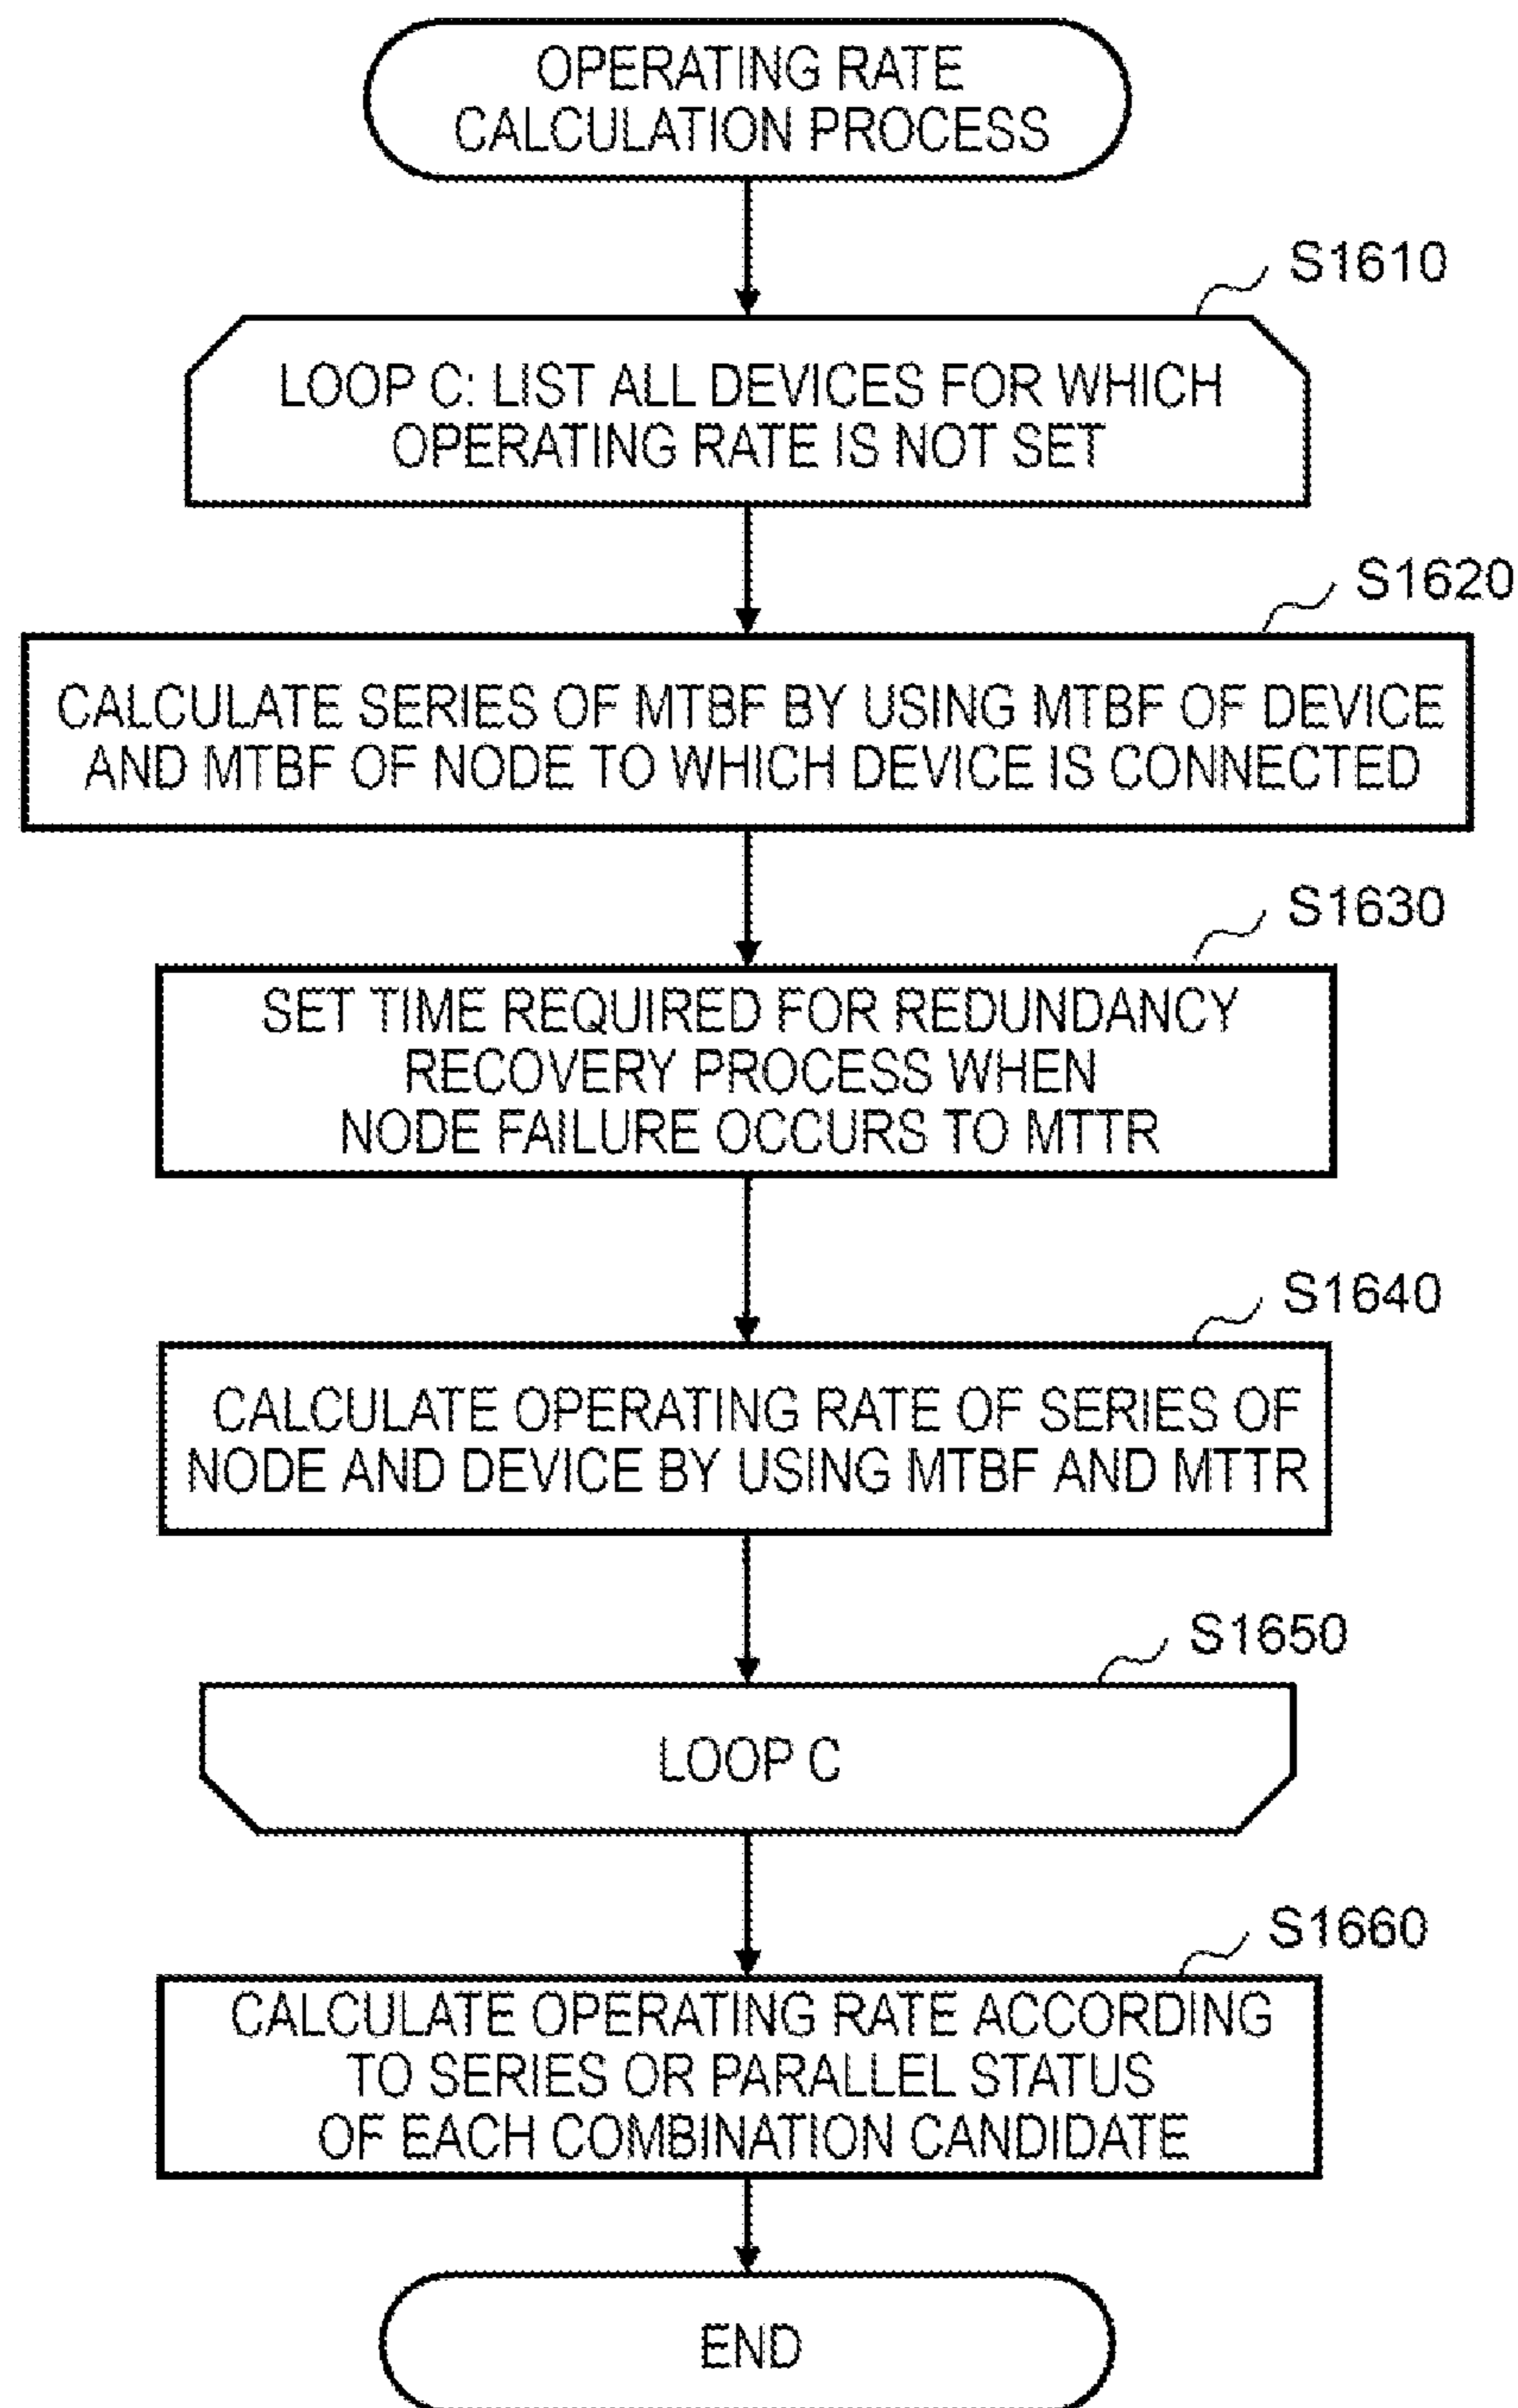 OPERATING RATE
CALCULATION PROCESS
S1610
LOOP C: LIST ALL DEVICES FOR WHICH
OPERATING RATE IS NOT SET
S1620
CALCULATE SERIES OF MTBF BY USING MTBF OF DEVICE
AND MTBF OF NODE TO WHICH DEVICE IS CONNECTED
S1630
SET TIME REQUIRED FOR REDUNDANCY
RECOVERY PROCESS WHEN
NODE FAILURE OCCURS TO MTTR
S1640
CALCULATE OPERATING RATE OF SERIES OF
NODE AND DEVICE BY USING MTBF AND MTTR
S1650
LOOP C
S1660
CALCULATE OPERATING RATE ACCORDING
TO SERIES OR PARALLEL STATUS
OF EACH COMBINATION CANDIDATE
END